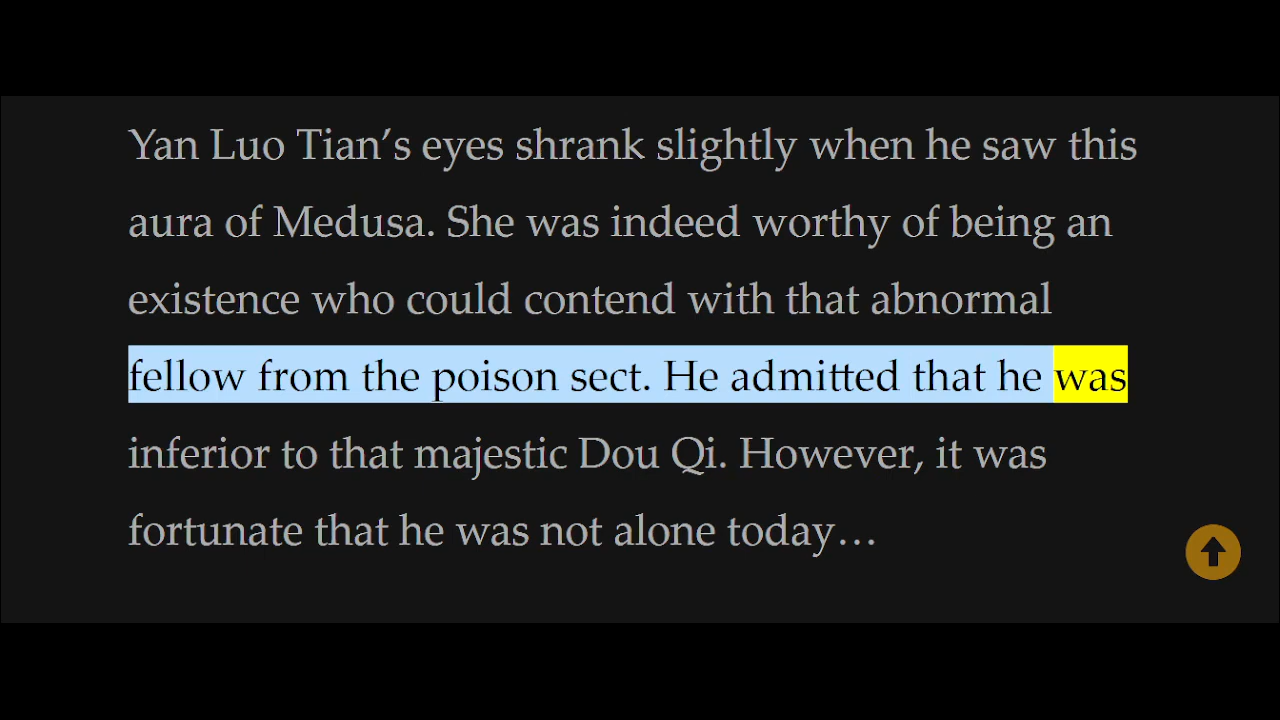 Yan Luo Tian’s eyes shrank slightly when he saw this
aura of Medusa. She was indeed worthy of being an
existence who could contend with that abnormal
fellow from the poison sect. He admitted that he was
inferior to that majestic Dou Qi. However, it was
fortunate that he was not alone today…